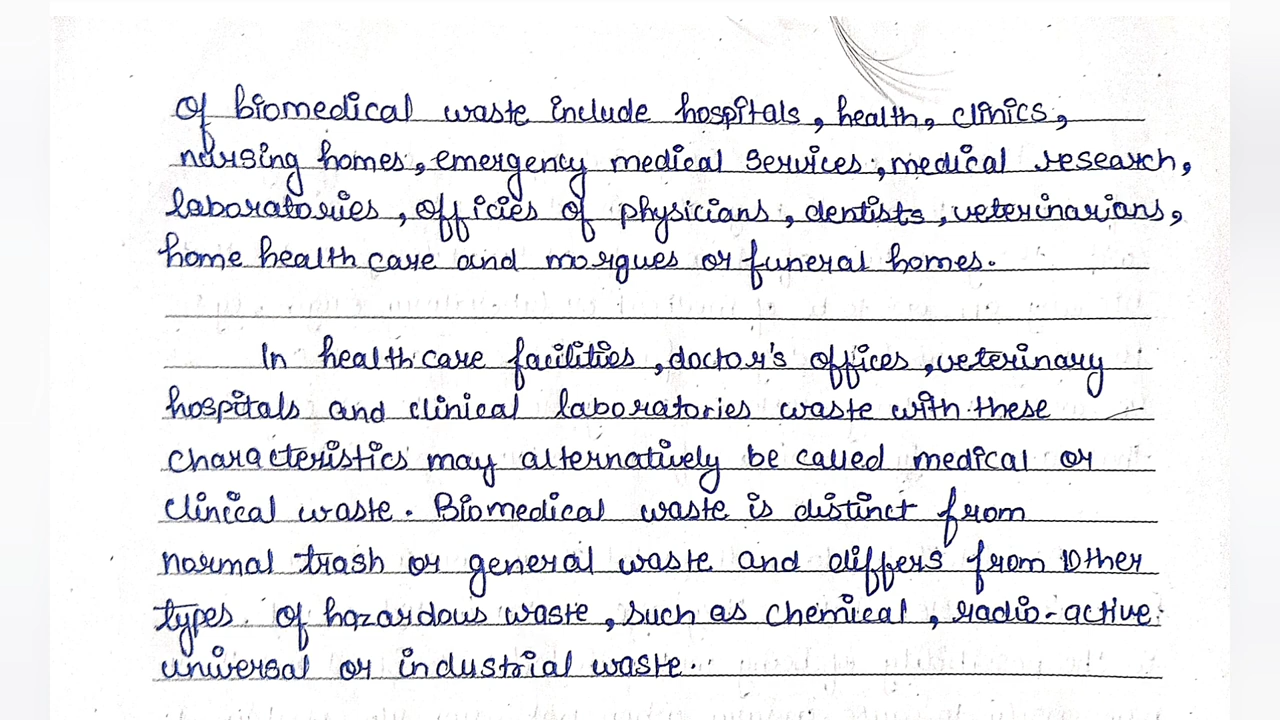 Of biomedical waste include hospitals, health, clinics,
nursing homes, emergency medical services, medical research,
laboratories, officies of physicians, dentists, veterinarians,
home health care and morgues or funeral homes.
In health care facilities, doctor's offices, veterinary
hospitals and clinical laboratories waste with these
characteristics may alternatively be called medical or
clinical waste. Biomedical waste is distinct from
normal trash or general waste and differs from other
types of hazardous waste, such as chemical, radio-active
universal or industrial waste.